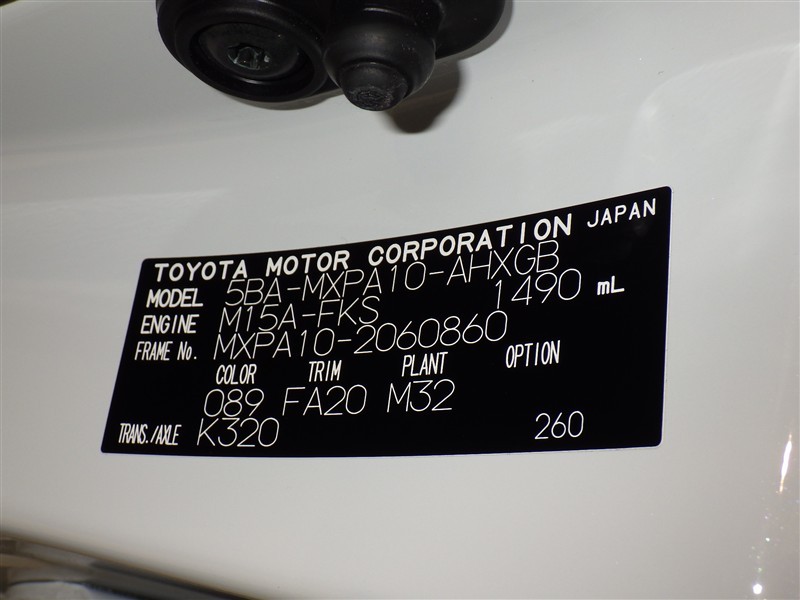 TOYOTA MOTOR CORPORATION JAPAN
MODEL 5BA-MXPA10-AHXGB
ENGINE M15A-FKS 1490 mL
FRAME No. MXPA10-2060860
COLOR TRIM PLANT OPTION
089 FA20 M32
TRANS./AXLE K320 260